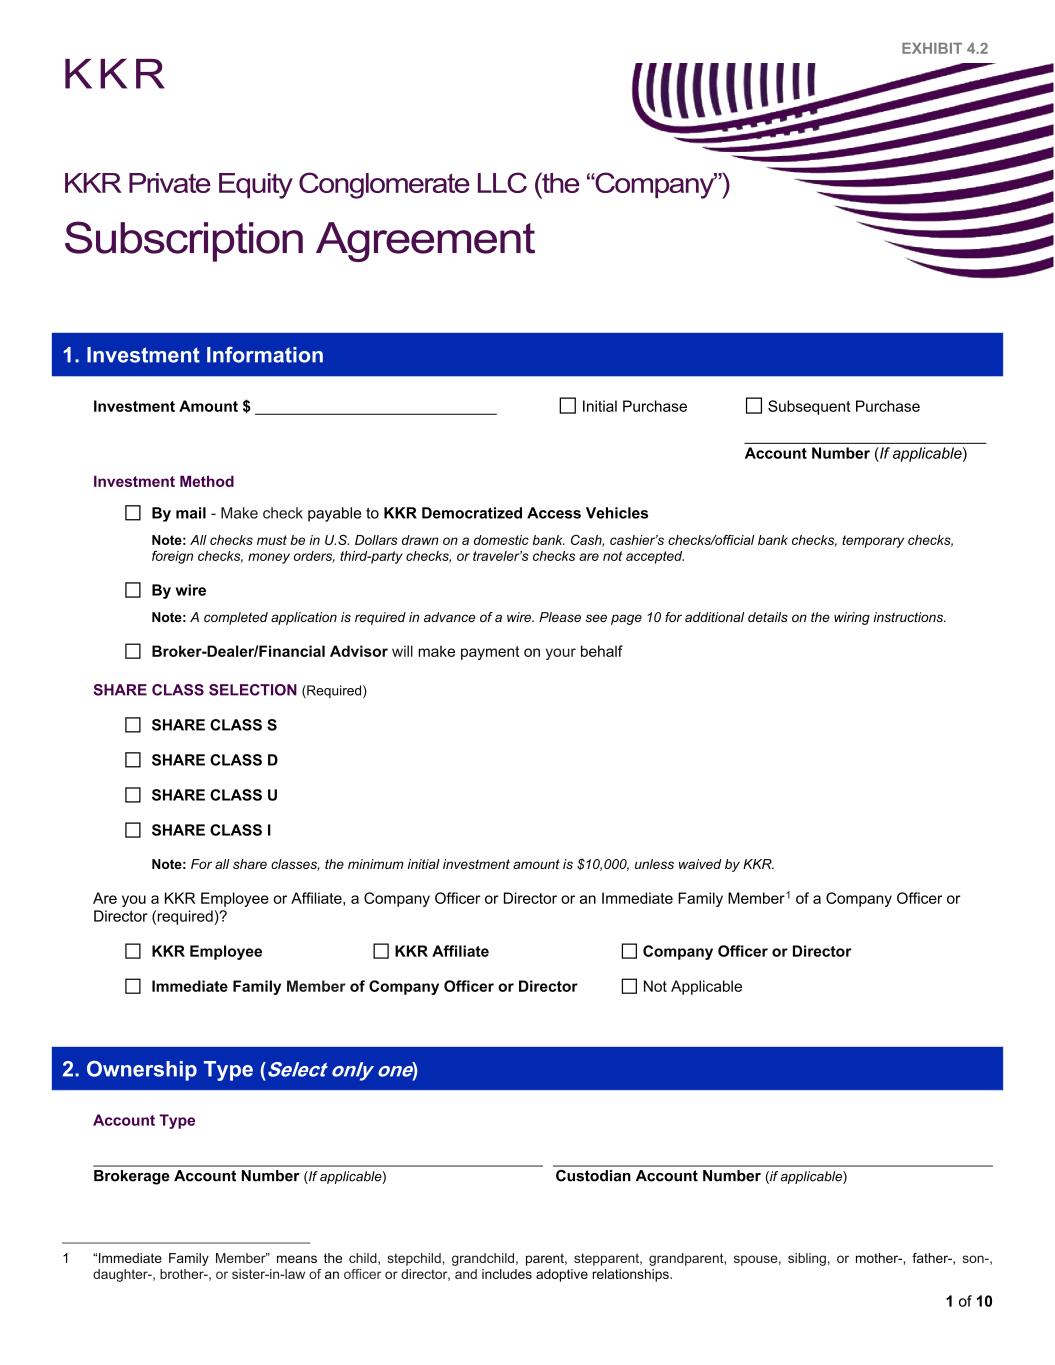 EXHIBIT 4.2
KKR
KKR Private Equity Conglomerate LLC (the “Company”)
Subscription Agreement
1. Investment Information
Investment Amount $ ☐ Initial Purchase ☐ Subsequent Purchase
Account Number (If applicable)
Investment Method
☐ By mail - Make check payable to KKR Democratized Access Vehicles
Note: All checks must be in U.S. Dollars drawn on a domestic bank. Cash, cashier’s checks/official bank checks, temporary checks,
foreign checks, money orders, third-party checks, or traveler’s checks are not accepted.
☐ By wire
Note: A completed application is required in advance of a wire. Please see page 10 for additional details on the wiring instructions.
☐ Broker-Dealer/Financial Advisor will make payment on your behalf
SHARE CLASS SELECTION (Required)
☐ SHARE CLASS S
☐ SHARE CLASS D
☐ SHARE CLASS U
☐ SHARE CLASS I
Note: For all share classes, the minimum initial investment amount is $10,000, unless waived by KKR.
Are you a KKR Employee or Affiliate, a Company Officer or Director or an Immediate Family Member1 of a Company Officer or
Director (required)?
☐ KKR Employee ☐ KKR Affiliate ☐ Company Officer or Director
☐ Immediate Family Member of Company Officer or Director ☐ Not Applicable
2. Ownership Type (Select only one)
Account Type
Brokerage Account Number (If applicable) Custodian Account Number (if applicable)
1 “Immediate Family Member” means the child, stepchild, grandchild, parent, stepparent, grandparent, spouse, sibling, or mother-, father-, son-,
daughter-, brother-, or sister-in-law of an officer or director, and includes adoptive relationships.
1 of 10